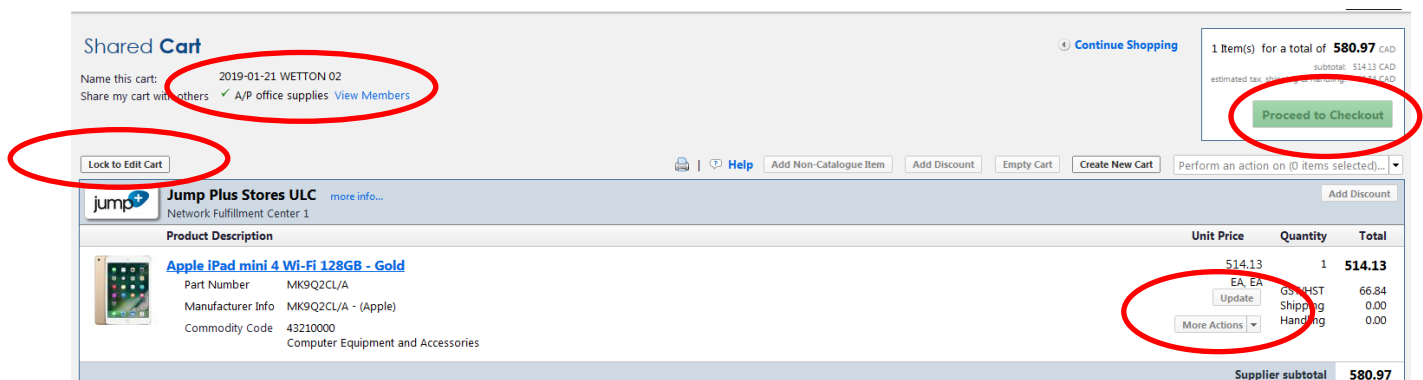 Shared Cart
Continue Shopping
1 Item(s) for a total of 580.97 CAD
subtotal: 514.13 CAD
estimated tax, shipping & handling: CAD
Name this cart: 2019-01-21 WETTON 02
Share my cart with others ✓ A/P office supplies View Members
Proceed to Checkout
Lock to Edit Cart
| Help Add Non-Catalogue Item Add Discount Empty Cart Create New Cart Perform an action on (0 items selected)...
jump+ Jump Plus Stores ULC more info... Add Discount
Network Fulfillment Center 1
Product Description Unit Price Quantity Total
Apple iPad mini 4 Wi-Fi 128GB - Gold 514.13 1 514.13
Part Number MK9Q2CL/A EA, EA GST/HST 66.84
Manufacturer Info MK9Q2CL/A - (Apple) Update Shipping 0.00
Commodity Code 43210000 More Actions Handling 0.00
Computer Equipment and Accessories
Supplier subtotal 580.97